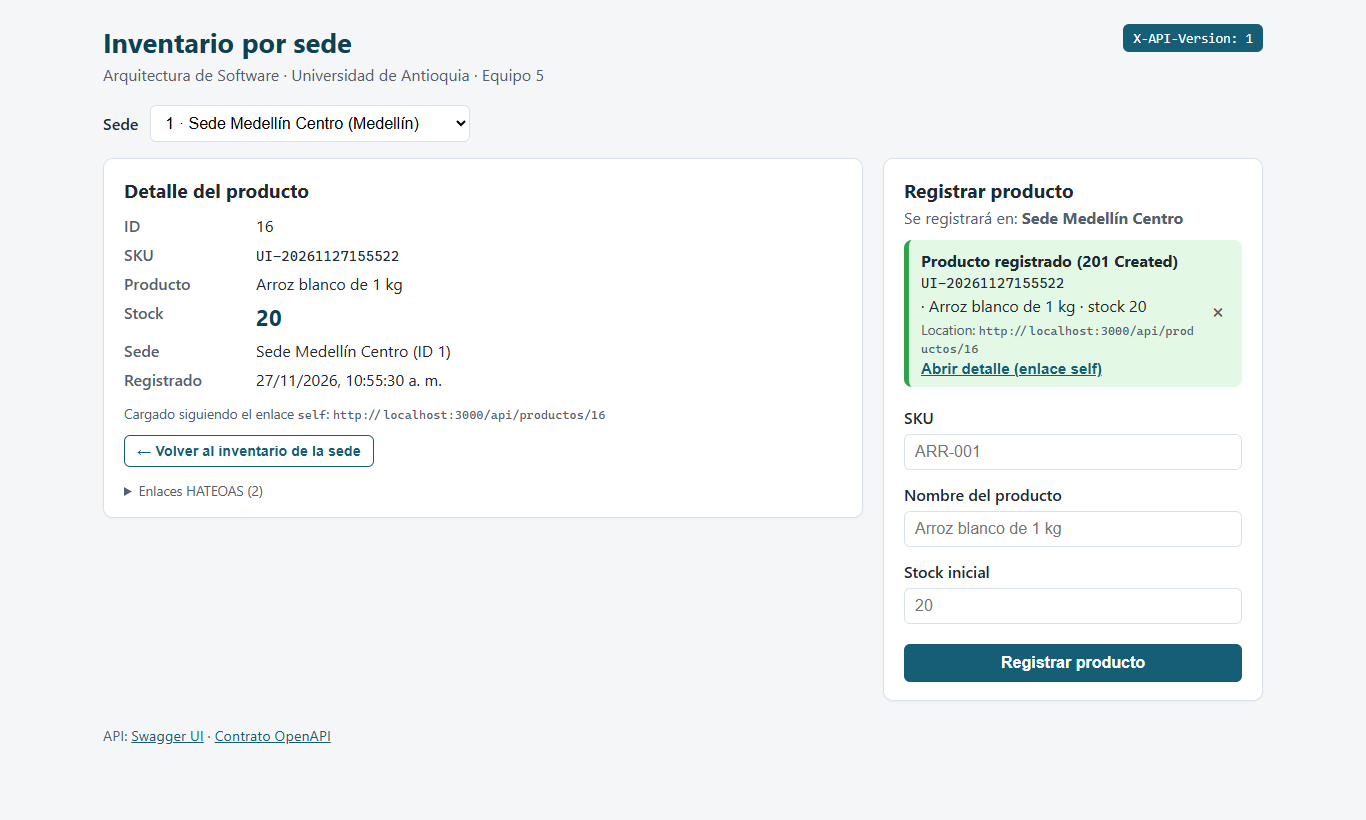 Inventario por sede
X-API-Version: 1
Arquitectura de Software · Universidad de Antioquia · Equipo 5
Sede
1 · Sede Medellín Centro (Medellín)
Detalle del producto
ID 16
SKU UI-20261127155522
Producto Arroz blanco de 1 kg
Stock 20
Sede Sede Medellín Centro (ID 1)
Registrado 27/11/2026, 10:55:30 a. m.
Cargado siguiendo el enlace self: http://localhost:3000/api/productos/16
← Volver al inventario de la sede
▶ Enlaces HATEOAS (2)
Registrar producto
Se registrará en: Sede Medellín Centro
Producto registrado (201 Created)
UI-20261127155522
· Arroz blanco de 1 kg · stock 20
×
Location: http://localhost:3000/api/prod
uctos/16
Abrir detalle (enlace self)
SKU
ARR-001
Nombre del producto
Arroz blanco de 1 kg
Stock inicial
20
Registrar producto
API: Swagger UI · Contrato OpenAPI